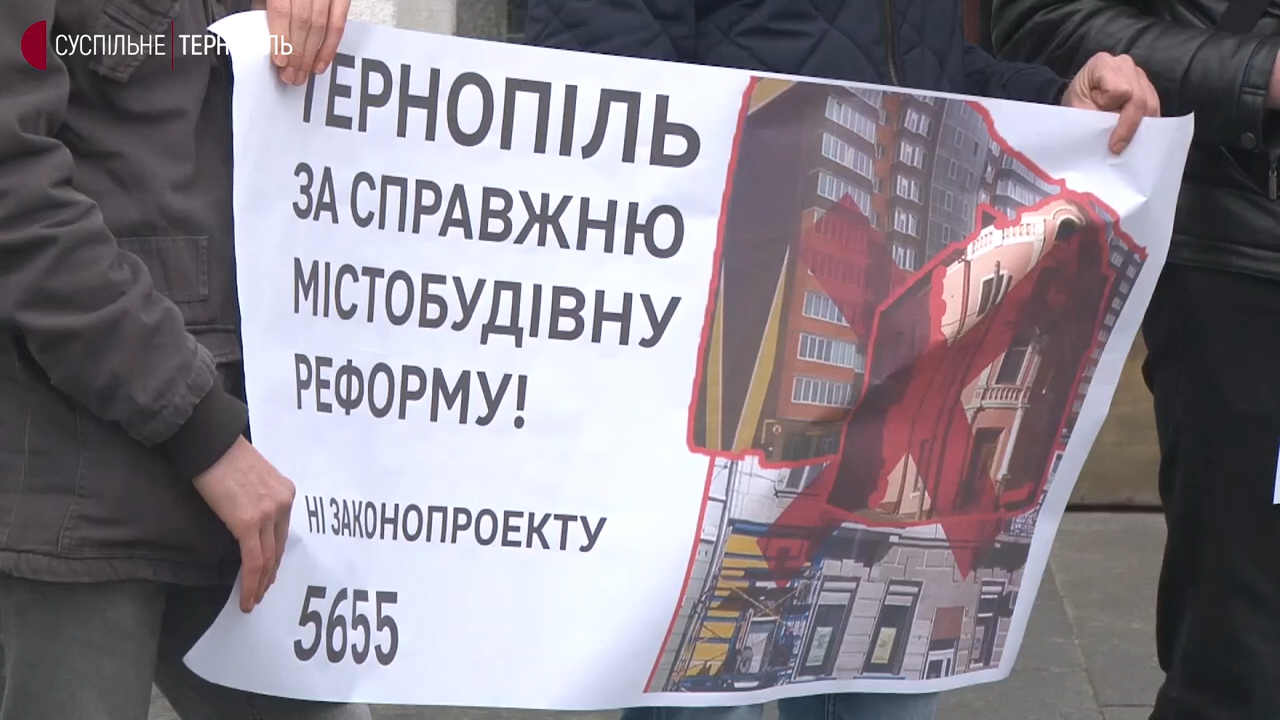 СУСПІЛЬНЕ ТЕРНОПІЛЬ
ТЕРНОПІЛЬ
ЗА СПРАВЖНЮ
МІСТОБУДІВНУ
РЕФОРМУ!
НІ ЗАКОНОПРОЕКТУ
5655